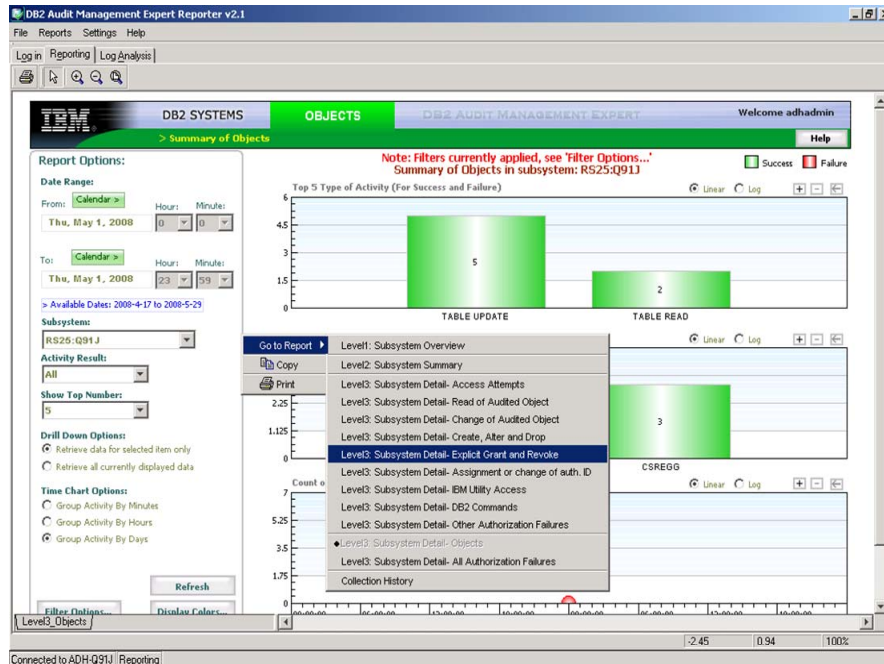 DB2 Audit Management Expert Reporter v2.1
File Reports Settings Help
Log in Reporting Log Analysis
IBM. DB2 SYSTEMS OBJECTS DB2 AUDIT MANAGEMENT EXPERT Welcome adhadmin
> Summary of Objects Help
Report Options:
Date Range:
From: Calendar > Hour: Minute:
Thu, May 1, 2008 0 0
To: Calendar > Hour: Minute:
Thu, May 1, 2008 23 59
> Available Dates: 2008-4-17 to 2008-5-29
Subsystem:
RS25:Q91J
Activity Result:
All
Show Top Number:
5
Drill Down Options:
Retrieve data for selected item only
Retrieve all currently displayed data
Time Chart Options:
Group Activity By Minutes
Group Activity By Hours
Group Activity By Days
Refresh
Filter Options... Display Colors...
Note: Filters currently applied, see 'Filter Options...'
Summary of Objects in subsystem: RS25:Q91J
Success Failure
Top 5 Type of Activity (For Success and Failure) Linear Log
6
4.5
3
1.5
0
5
2
TABLE UPDATE TABLE READ
Linear Log
2.25
1.125
0
3
CSREGG
Count o
Linear Log
7
5.25
3.5
1.75
0
Go to Report
Copy
Print
Level1: Subsystem Overview
Level2: Subsystem Summary
Level3: Subsystem Detail- Access Attempts
Level3: Subsystem Detail- Read of Audited Object
Level3: Subsystem Detail- Change of Audited Object
Level3: Subsystem Detail- Create, Alter and Drop
Level3: Subsystem Detail- Explicit Grant and Revoke
Level3: Subsystem Detail- Assignment or change of auth. ID
Level3: Subsystem Detail- IBM Utility Access
Level3: Subsystem Detail- DB2 Commands
Level3: Subsystem Detail- Other Authorization Failures
Level3: Subsystem Detail- Objects
Level3: Subsystem Detail- All Authorization Failures
Collection History
Level3_Objects
-2.45 0.94 100%
Connected to ADH-Q91J Reporting